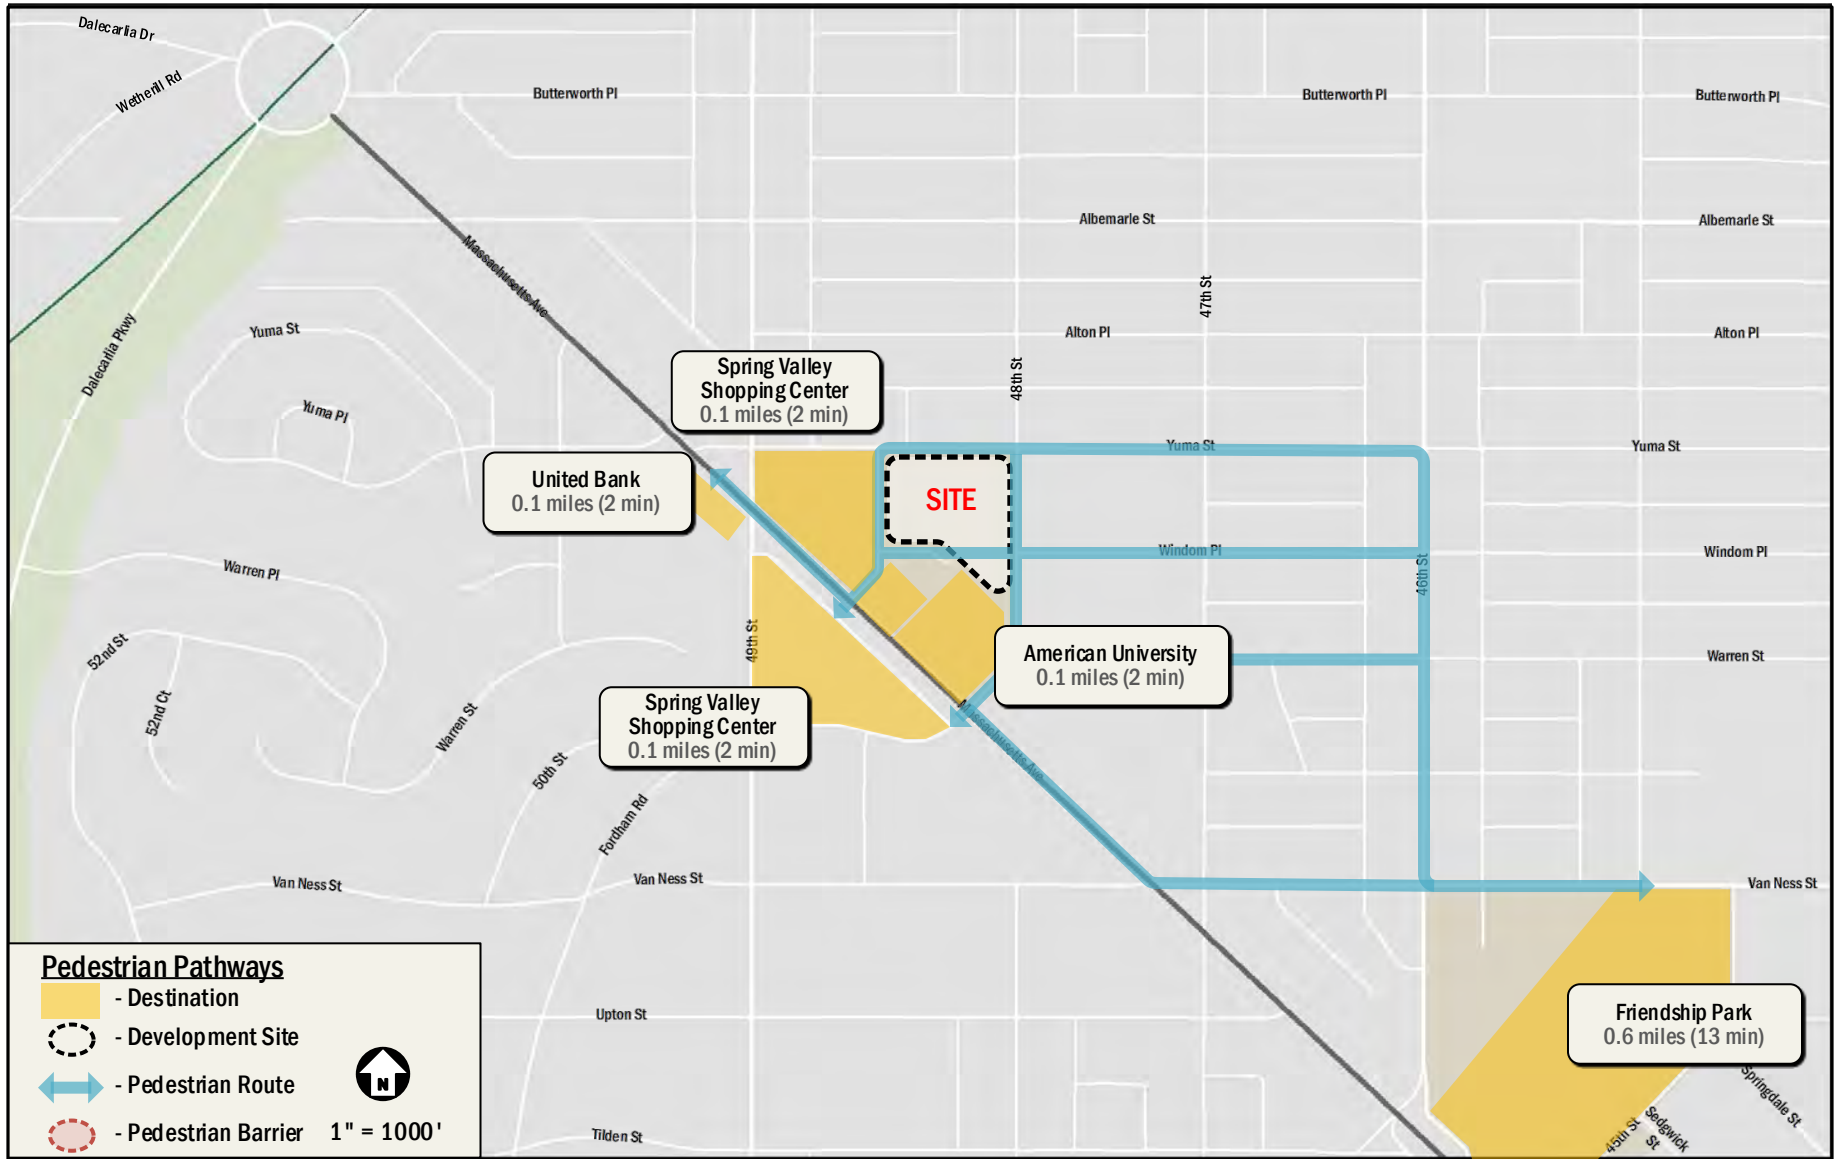 Dalecarlia Dr
Wetherill Rd
Butterworth Pl
Butterworth Pl
Butterworth Pl
Albemarle St
Albemarle St
Massachusetts Ave
47th St
Yuma St
Alton Pl
Alton Pl
Dalecarlia Pkwy
48th St
Spring Valley
Shopping Center
0.1 miles (2 min)
Yuma Pl
Yuma St
Yuma St
United Bank
0.1 miles (2 min)
SITE
Warren Pl
Windom Pl
Windom Pl
46th St
52nd St
49th St
American University
0.1 miles (2 min)
Warren St
52nd Ct
Warren St
Spring Valley
Shopping Center
0.1 miles (2 min)
Massachusetts Ave
50th St
Fordham Rd
Van Ness St
Van Ness St
Van Ness St
Pedestrian Pathways
- Destination
- Development Site
- Pedestrian Route
- Pedestrian Barrier
N
1" = 1000'
Upton St
Friendship Park
0.6 miles (13 min)
Tilden St
45th St
Sedgwick
St
Springdale St